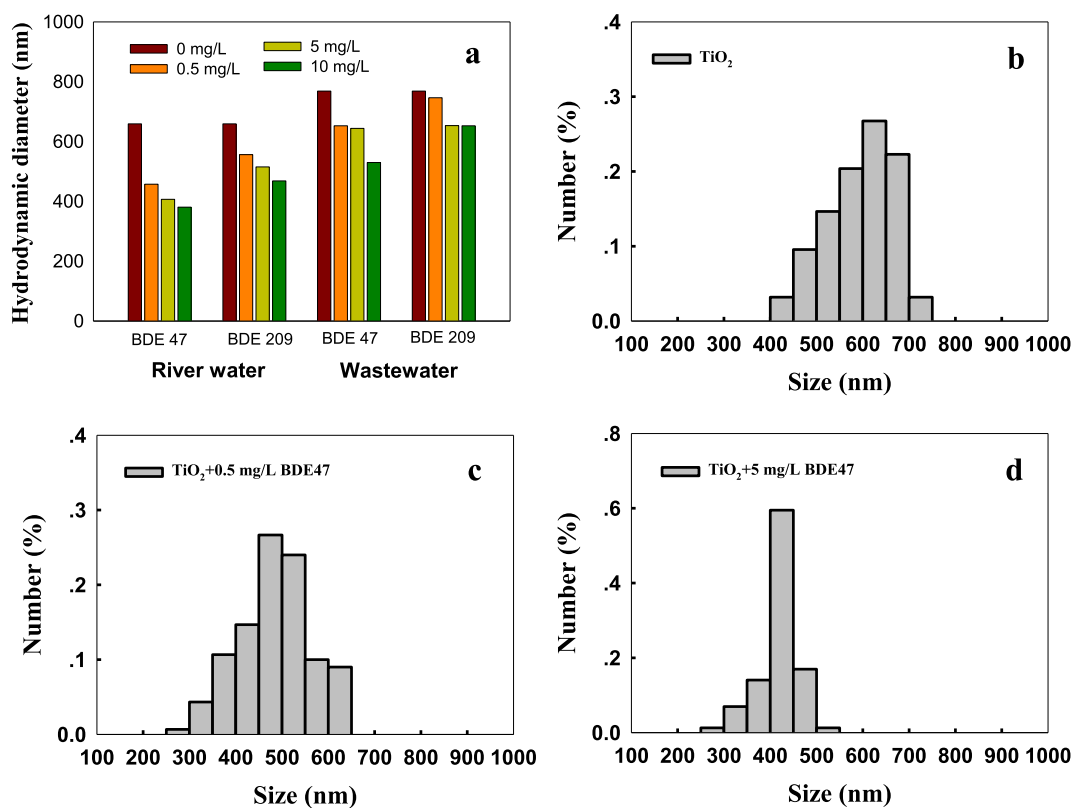 a
Hydrodynamic diameter (nm)
1000
800
600
400
200
0
0 mg/L
0.5 mg/L
5 mg/L
10 mg/L
BDE 47 BDE 209 BDE 47 BDE 209
River water Wastewater
b
Number (%)
.4
.3
.2
.1
0.0
TiO₂
100 200 300 400 500 600 700 800 900 1000
Size (nm)
c
Number (%)
.4
.3
.2
.1
0.0
TiO₂+0.5 mg/L BDE47
100 200 300 400 500 600 700 800 900 1000
Size (nm)
d
Number (%)
.8
.6
.4
.2
0.0
TiO₂+5 mg/L BDE47
100 200 300 400 500 600 700 800 900 1000
Size (nm)